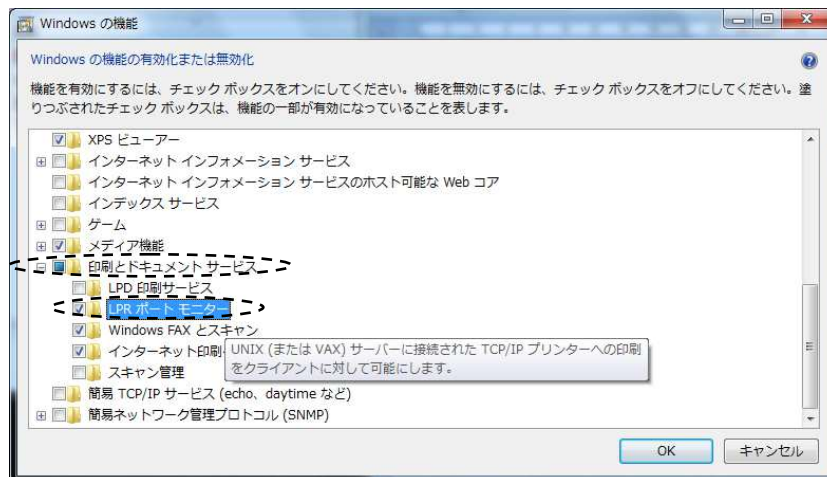 Windows の機能
Windows の機能の有効化または無効化
機能を有効にするには、チェック ボックスをオンにしてください。機能を無効にするには、チェック ボックスをオフにしてください。塗
りつぶされたチェック ボックスは、機能の一部が有効になっていることを表します。
XPS ビューアー
インターネット インフォメーション サービス
インターネット インフォメーション サービスのホスト可能な Web コア
インデックス サービス
ゲーム
メディア機能
印刷とドキュメント サービス
LPD 印刷サービス
LPR ポート モニター
Windows FAX とスキャン
インターネット印刷
UNIX (または VAX) サーバーに接続された TCP/IP プリンターへの印刷
をクライアントに対して可能にします。
スキャン管理
簡易 TCP/IP サービス (echo、daytime など)
簡易ネットワーク管理プロトコル (SNMP)
OK
キャンセル